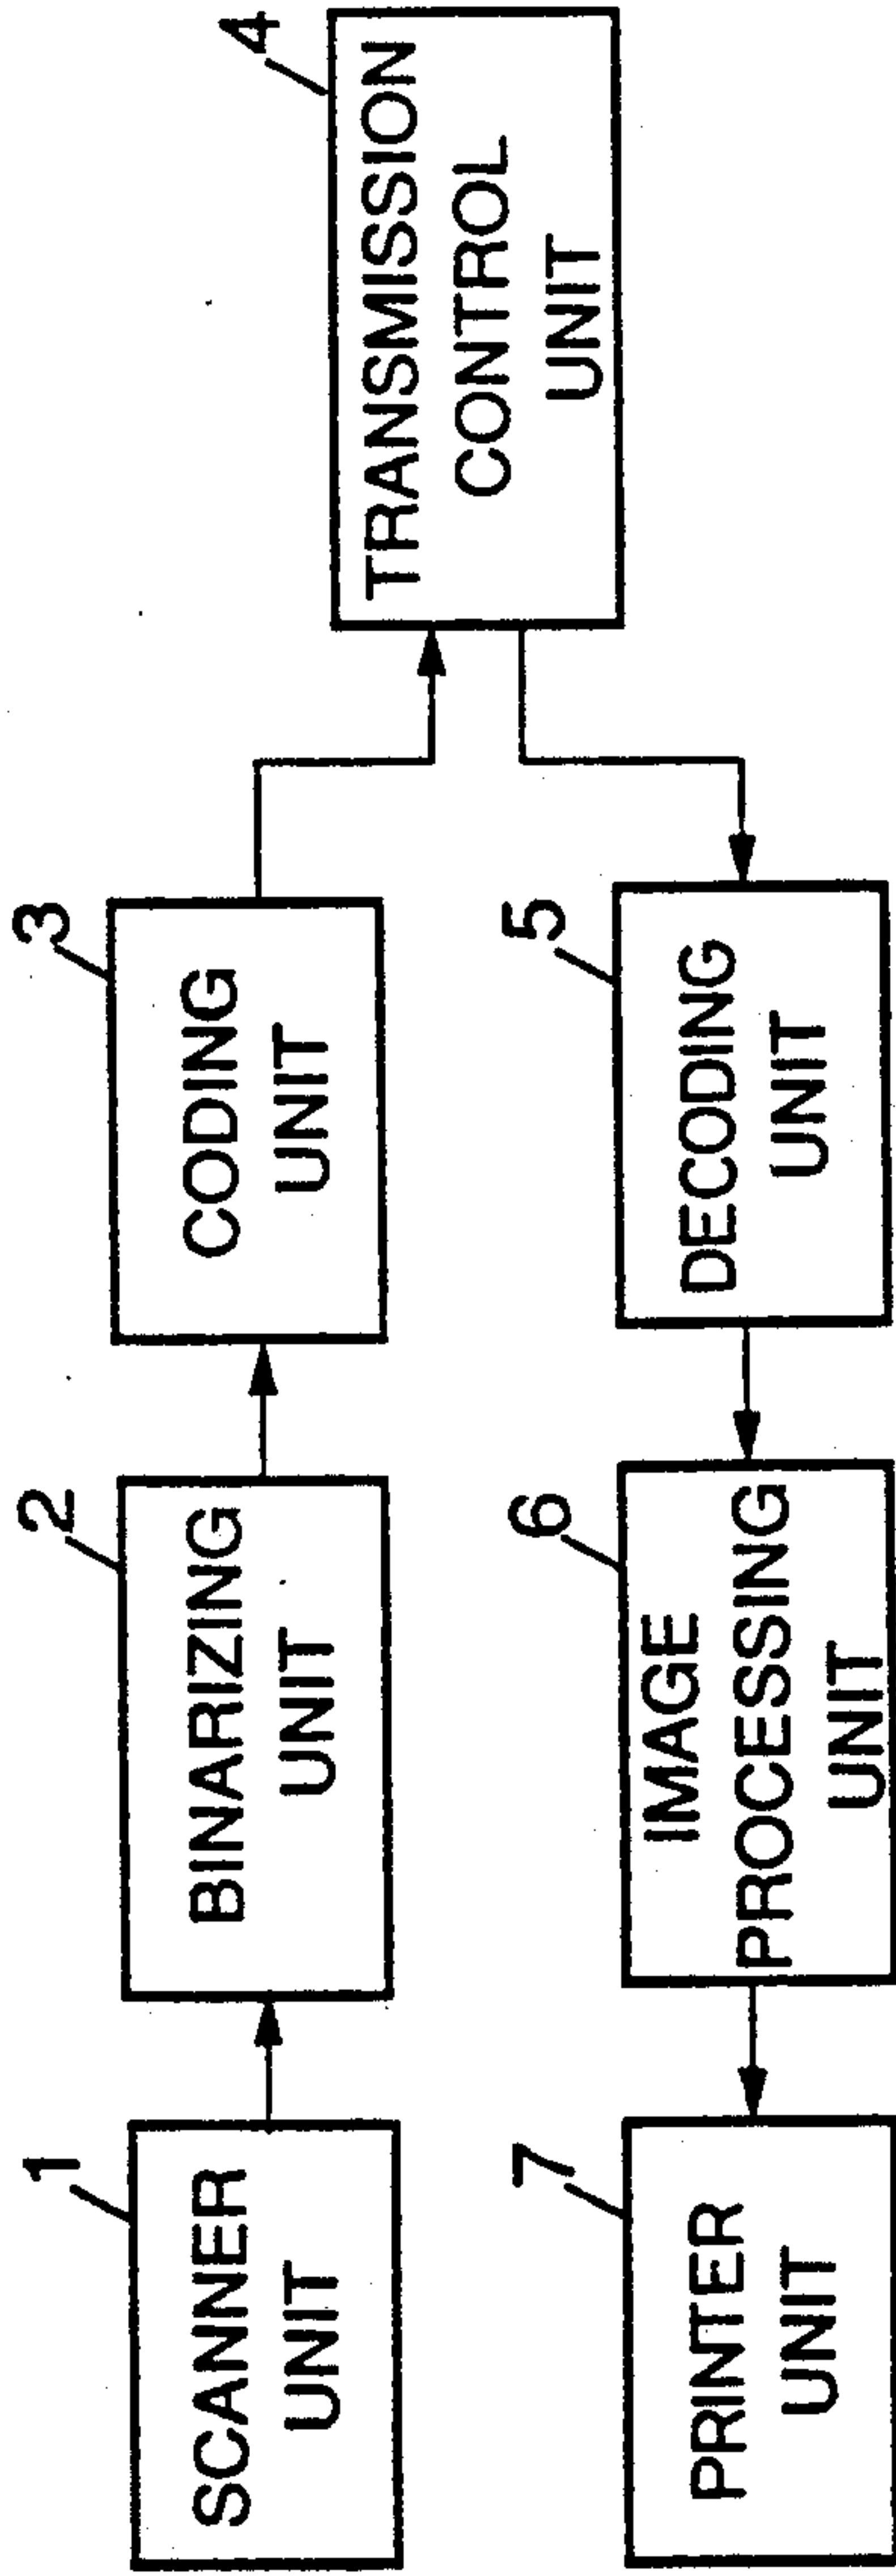 1
SCANNER
UNIT
2
BINARIZING
UNIT
3
CODING
UNIT
4
TRANSMISSION
CONTROL
UNIT
5
DECODING
UNIT
6
IMAGE
PROCESSING
UNIT
7
PRINTER
UNIT